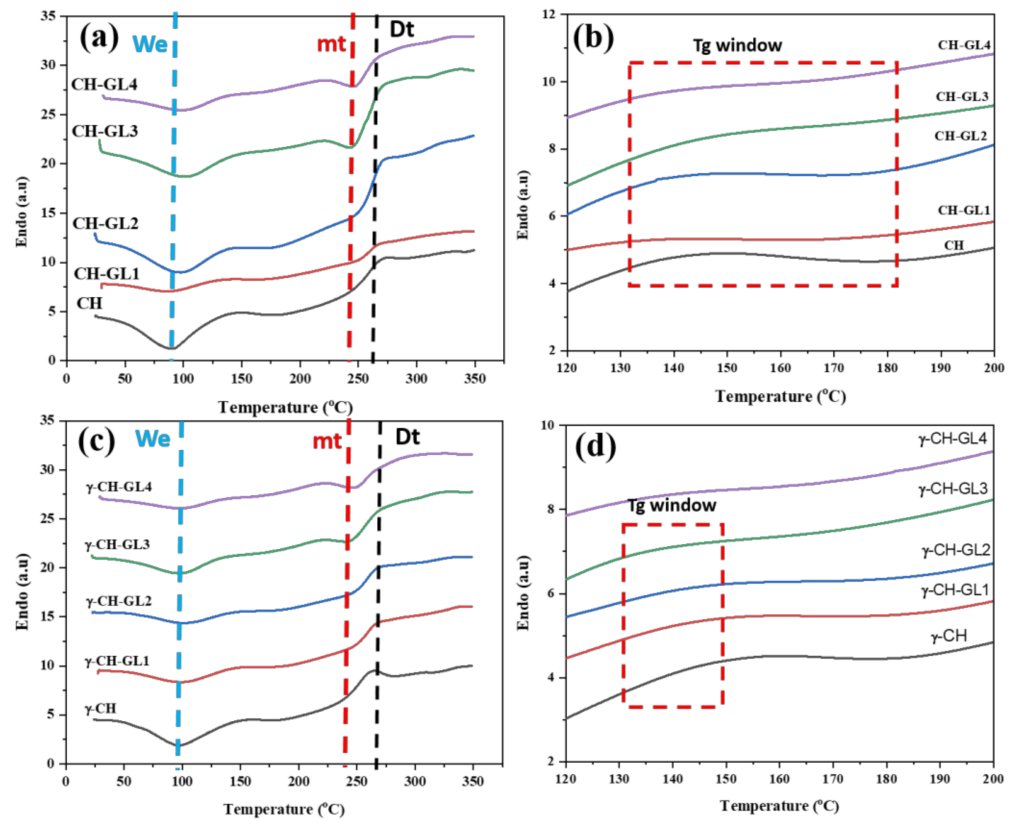 (a)
We
mt
Dt
CH-GL4
CH-GL3
CH-GL2
CH-GL1
CH
35
30
25
20
15
10
5
0
Endo (a.u)
0
50
100
150
200
250
300
350
Temperature (°C)
(b)
Tg window
CH-GL4
CH-GL3
CH-GL2
CH-GL1
CH
12
10
8
6
4
2
Endo (a.u)
120
130
140
150
160
170
180
190
200
Temperature (°C)
(c)
We
mt
Dt
γ-CH-GL4
γ-CH-GL3
γ-CH-GL2
γ-CH-GL1
γ-CH
35
30
25
20
15
10
5
0
Endo (a.u)
0
50
100
150
200
250
300
350
Temperature (°C)
(d)
Tg window
γ-CH-GL4
γ-CH-GL3
γ-CH-GL2
γ-CH-GL1
γ-CH
10
8
6
4
2
Endo (a.u)
120
130
140
150
160
170
180
190
200
Temperature (°C)